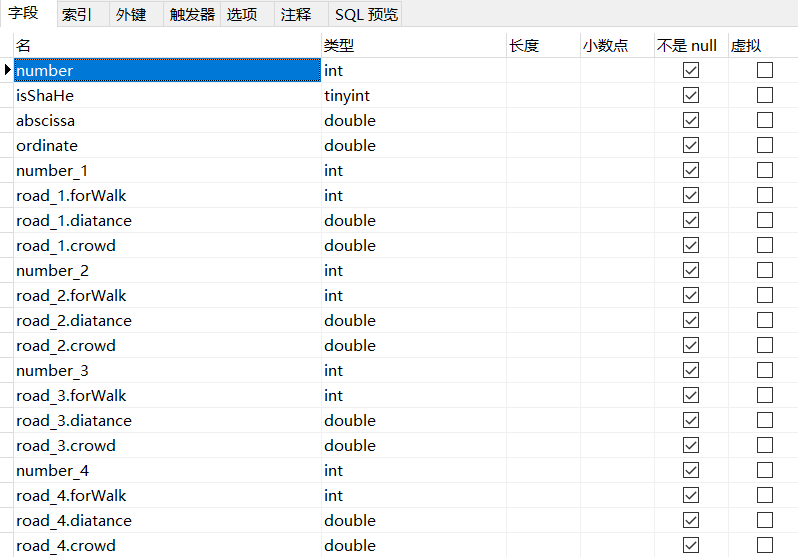 字段 索引 外键 触发器 选项 注释 SQL 预览
名 类型 长度 小数点 不是 null 虚拟
number int
isShaHe tinyint
abscissa double
ordinate double
number_1 int
road_1.forWalk int
road_1.diatance double
road_1.crowd double
number_2 int
road_2.forWalk int
road_2.diatance double
road_2.crowd double
number_3 int
road_3.forWalk int
road_3.diatance double
road_3.crowd double
number_4 int
road_4.forWalk int
road_4.diatance double
road_4.crowd double